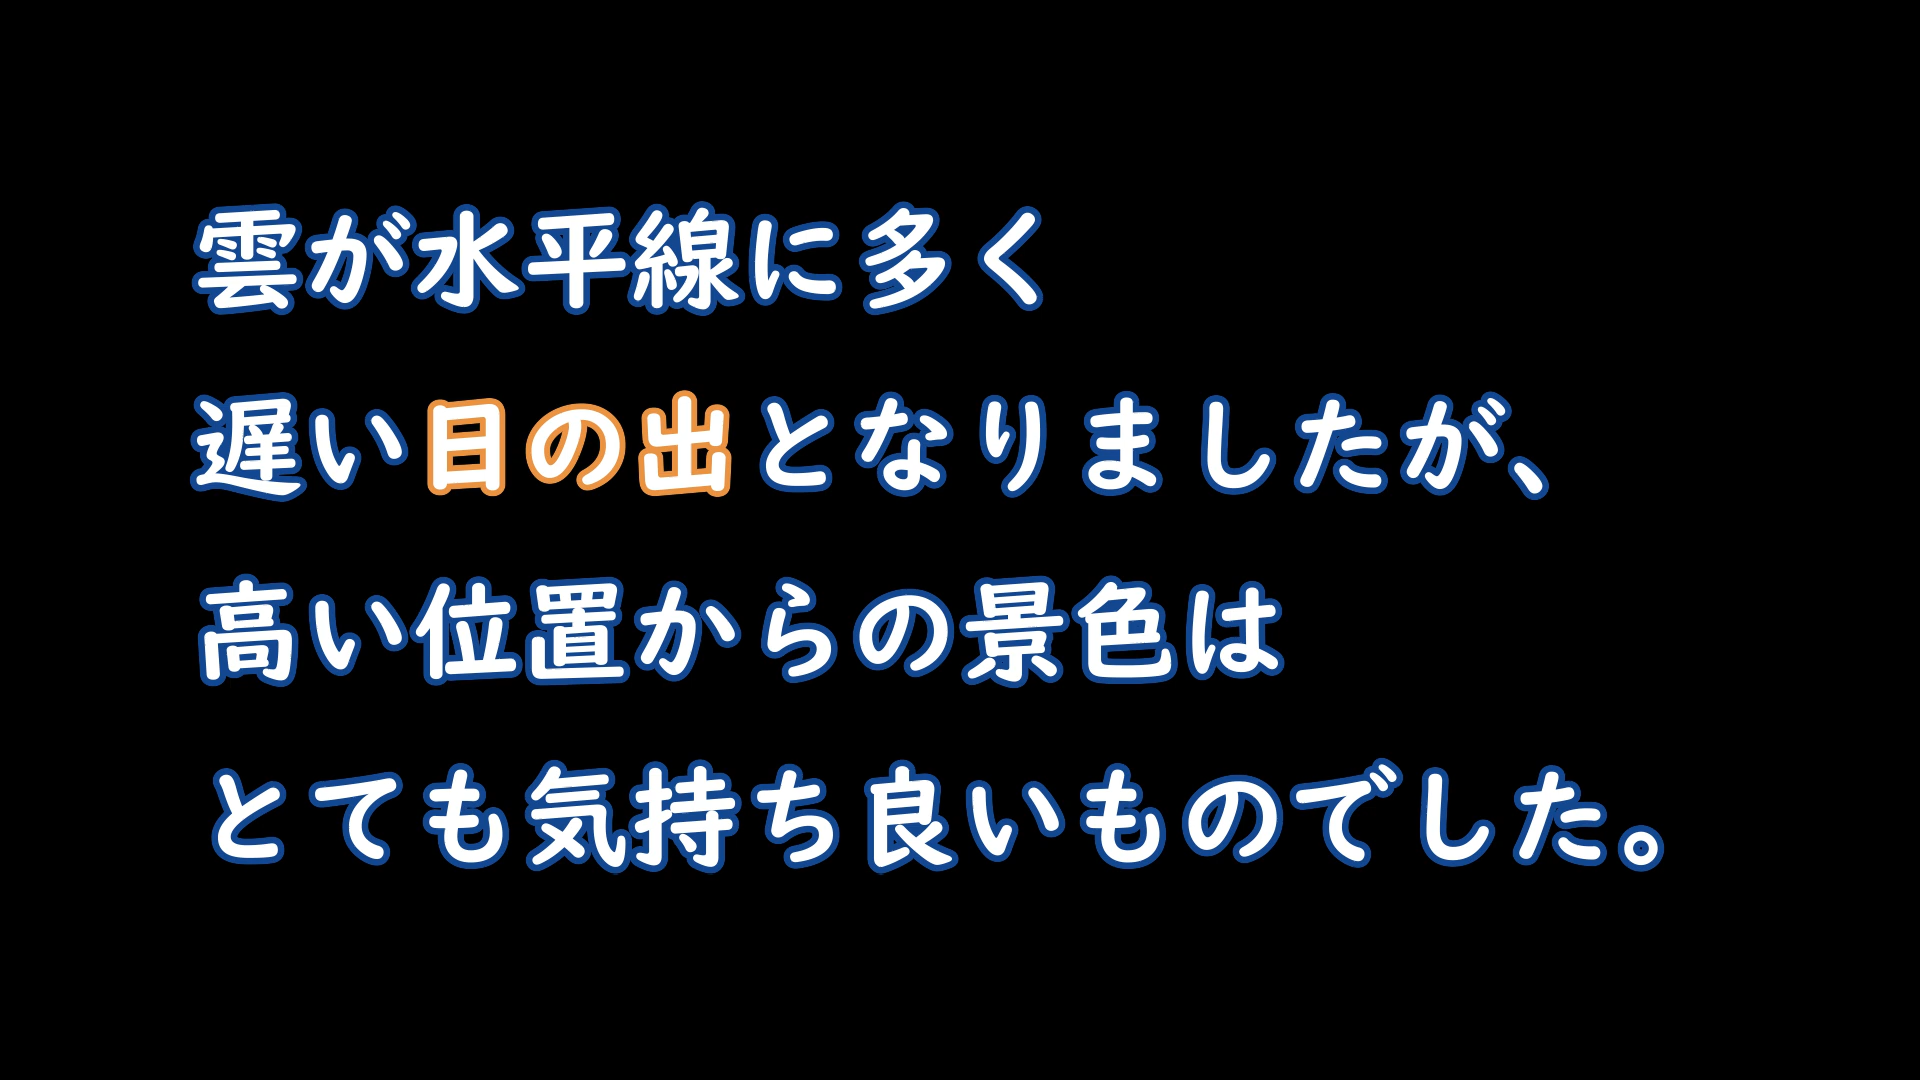 雲が水平線に多く
遅い日の出となりましたが、
高い位置からの景色は
とても気持ち良いものでした。